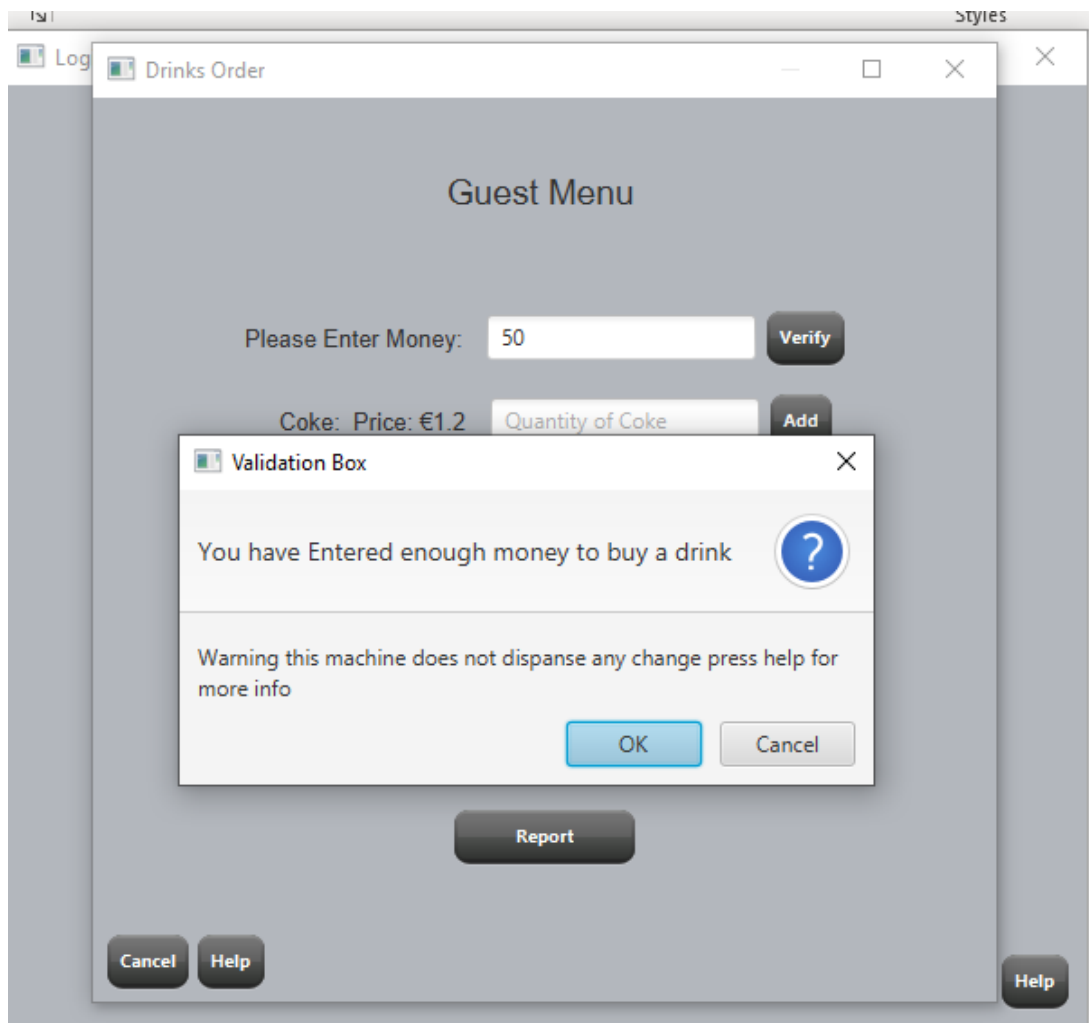 Styles
Log
Drinks Order
Guest Menu
Please Enter Money: 50 Verify
Coke: Price: €1.2 Quantity of Coke Add
Validation Box
You have Entered enough money to buy a drink
?
Warning this machine does not dispanse any change press help for
more info
OK Cancel
Report
Cancel Help
Help